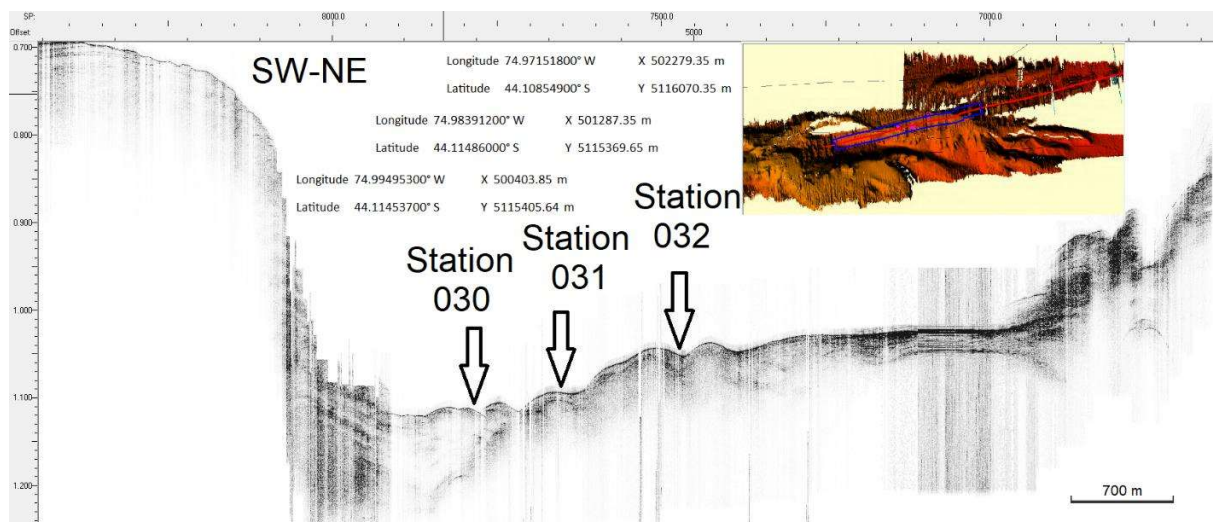 SP: 8000.0 7500.0 7000.0
Offset 5000
0.700
0.800
0.900
1.000
1.100
1.200
SW-NE
Longitude 74.97151800° W X 502279.35 m
Latitude 44.10854900° S Y 5116070.35 m
Longitude 74.98391200° W X 501287.35 m
Latitude 44.11486000° S Y 5115369.65 m
Longitude 74.99495300° W X 500403.85 m
Latitude 44.11453700° S Y 5115405.64 m
Station
030
Station
031
Station
032
700 m